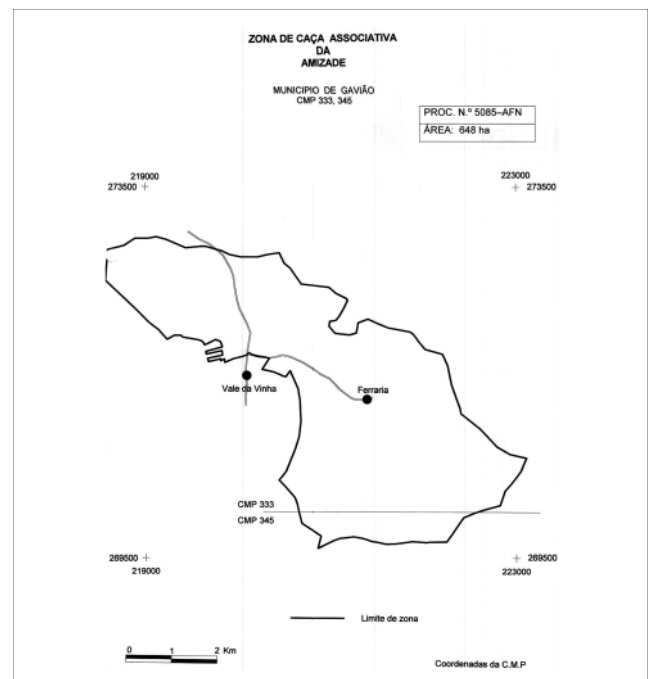 ZONA DE CAÇA ASSOCIATIVA
DA
AMIZADE
MUNICIPIO DE GAVIÃO
CMP 333, 345
PROC. N.º 5085–AFN
ÁREA: 648 ha
219000
273500
223000
273500
Vale da Vinha
Ferraria
CMP 333
CMP 345
269500
219000
269500
223000
Limite de zona
0 1 2 Km
Coordenadas da C.M.P